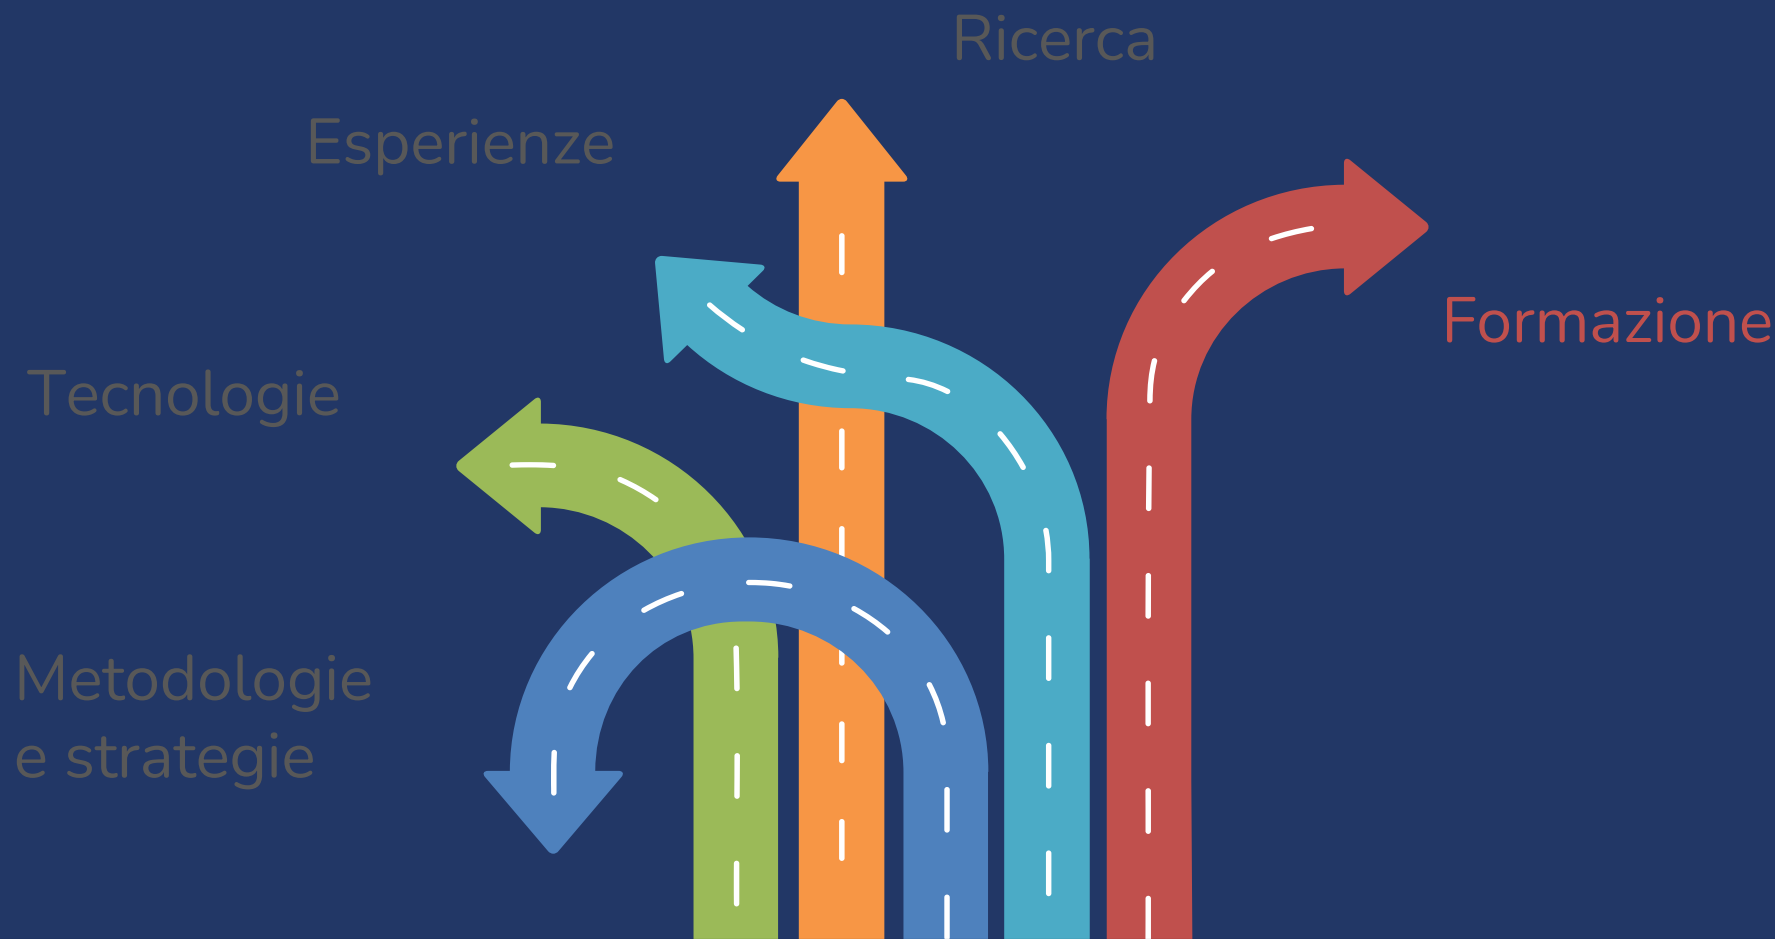 Ricerca
Esperienze
Formazione
Tecnologie
Metodologie
e strategie